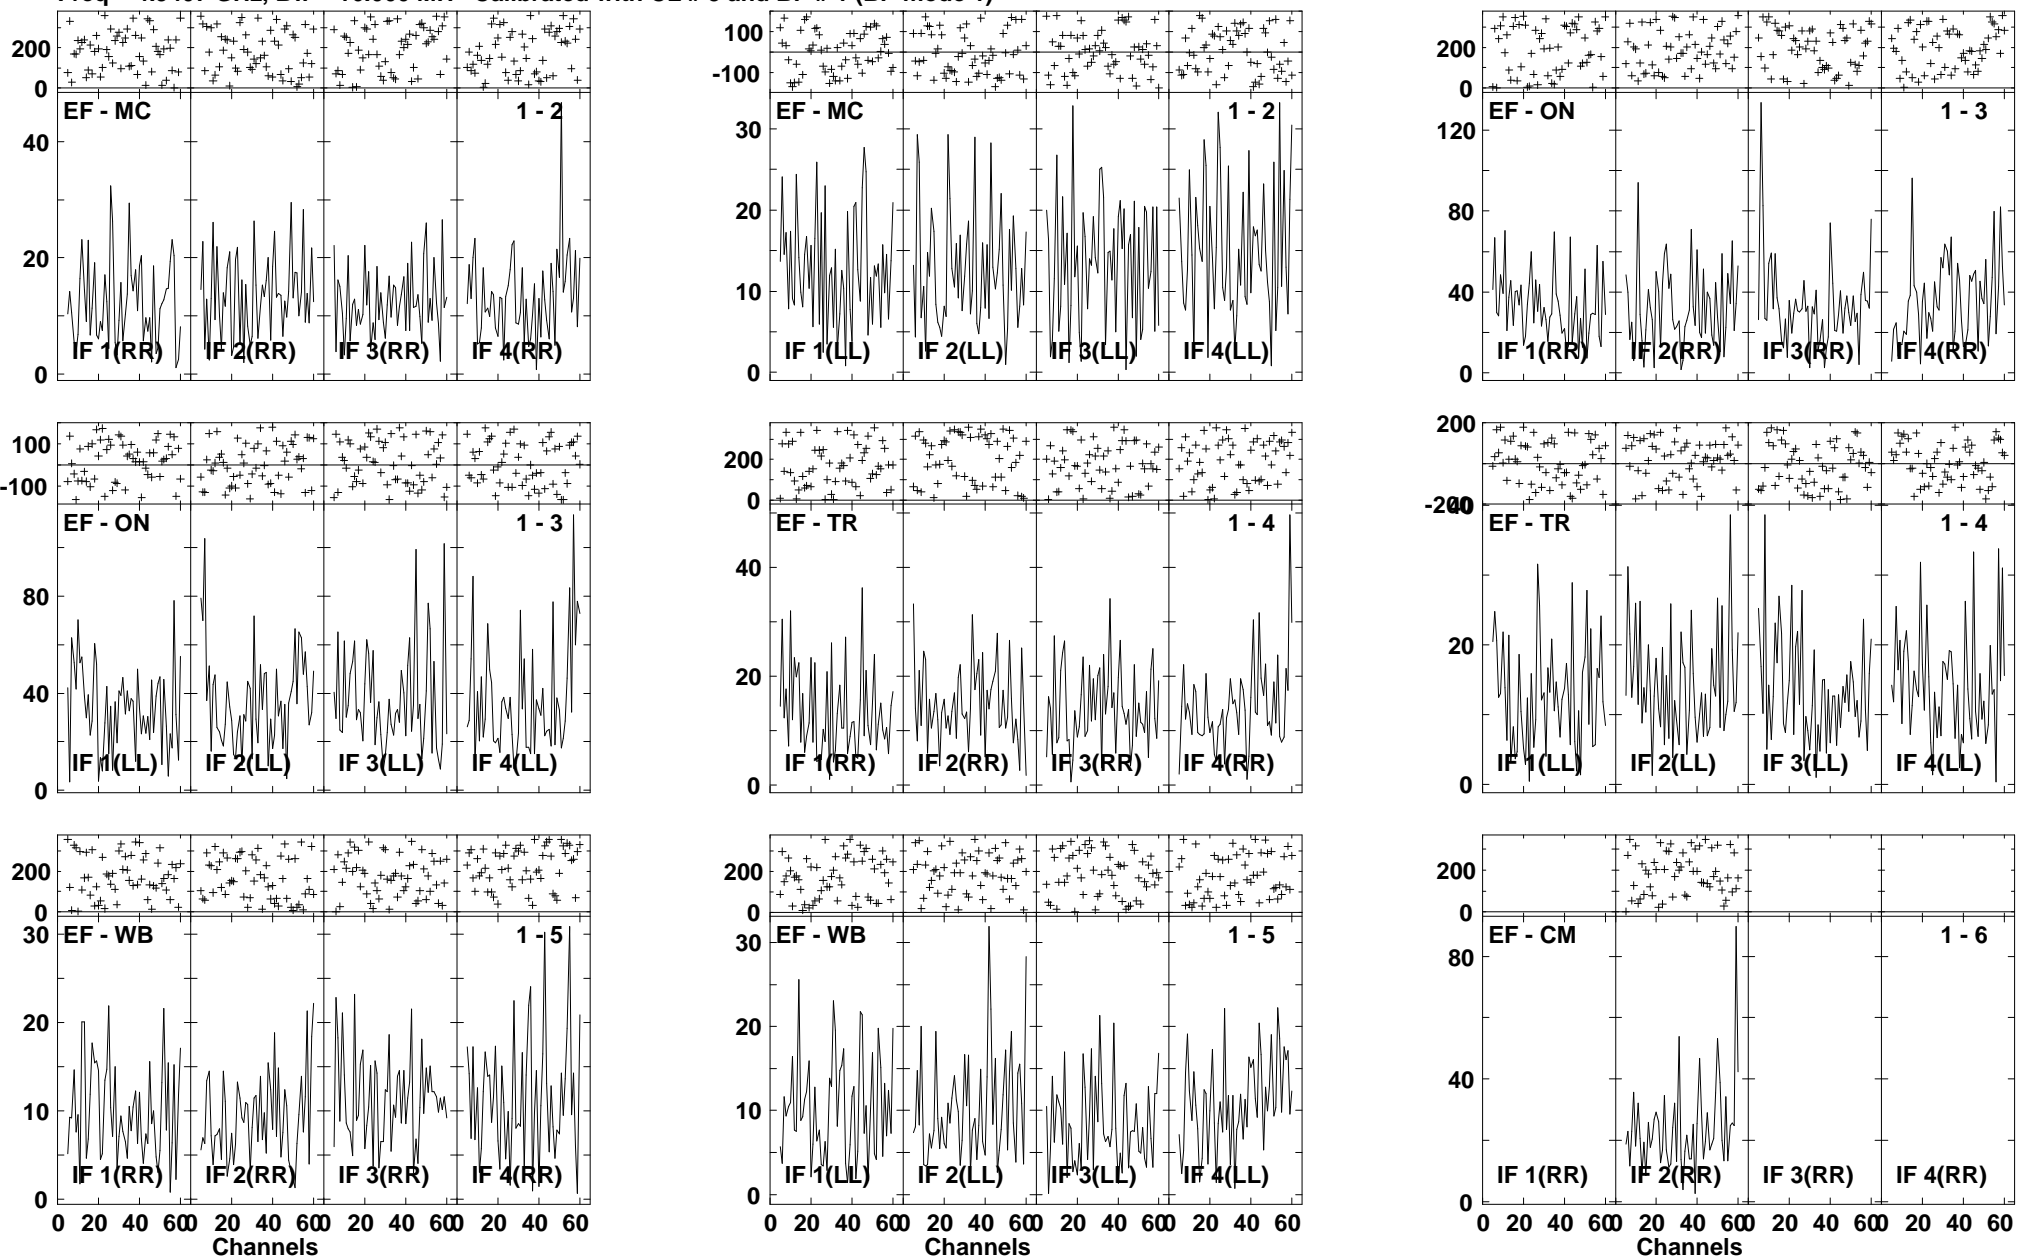 200
0
EF - MC
1 - 2
40
20
0
IF 1(RR)
IF 2(RR)
IF 3(RR)
IF 4(RR)
100
-100
EF - MC
1 - 2
30
20
10
0
IF 1(LL)
IF 2(LL)
IF 3(LL)
IF 4(LL)
200
0
EF - ON
1 - 3
120
80
40
0
IF 1(RR)
IF 2(RR)
IF 3(RR)
IF 4(RR)
100
-100
EF - ON
1 - 3
80
40
0
IF 1(LL)
IF 2(LL)
IF 3(LL)
IF 4(LL)
200
0
EF - TR
1 - 4
40
20
0
IF 1(RR)
IF 2(RR)
IF 3(RR)
IF 4(RR)
200
-200
40
EF - TR
1 - 4
20
0
IF 1(LL)
IF 2(LL)
IF 3(LL)
IF 4(LL)
200
0
EF - WB
1 - 5
30
20
10
0
IF 1(RR)
IF 2(RR)
IF 3(RR)
IF 4(RR)
0 20 40 60 0 20 40 60 0 20 40 60 0 20 40 60
Channels
200
0
EF - WB
1 - 5
30
20
10
0
IF 1(LL)
IF 2(LL)
IF 3(LL)
IF 4(LL)
0 20 40 60 0 20 40 60 0 20 40 60 0 20 40 60
Channels
200
0
EF - CM
1 - 6
80
40
0
IF 1(RR)
IF 2(RR)
IF 3(RR)
IF 4(RR)
0 20 40 60 0 20 40 60 0 20 40 60 0 20 40 60
Channels